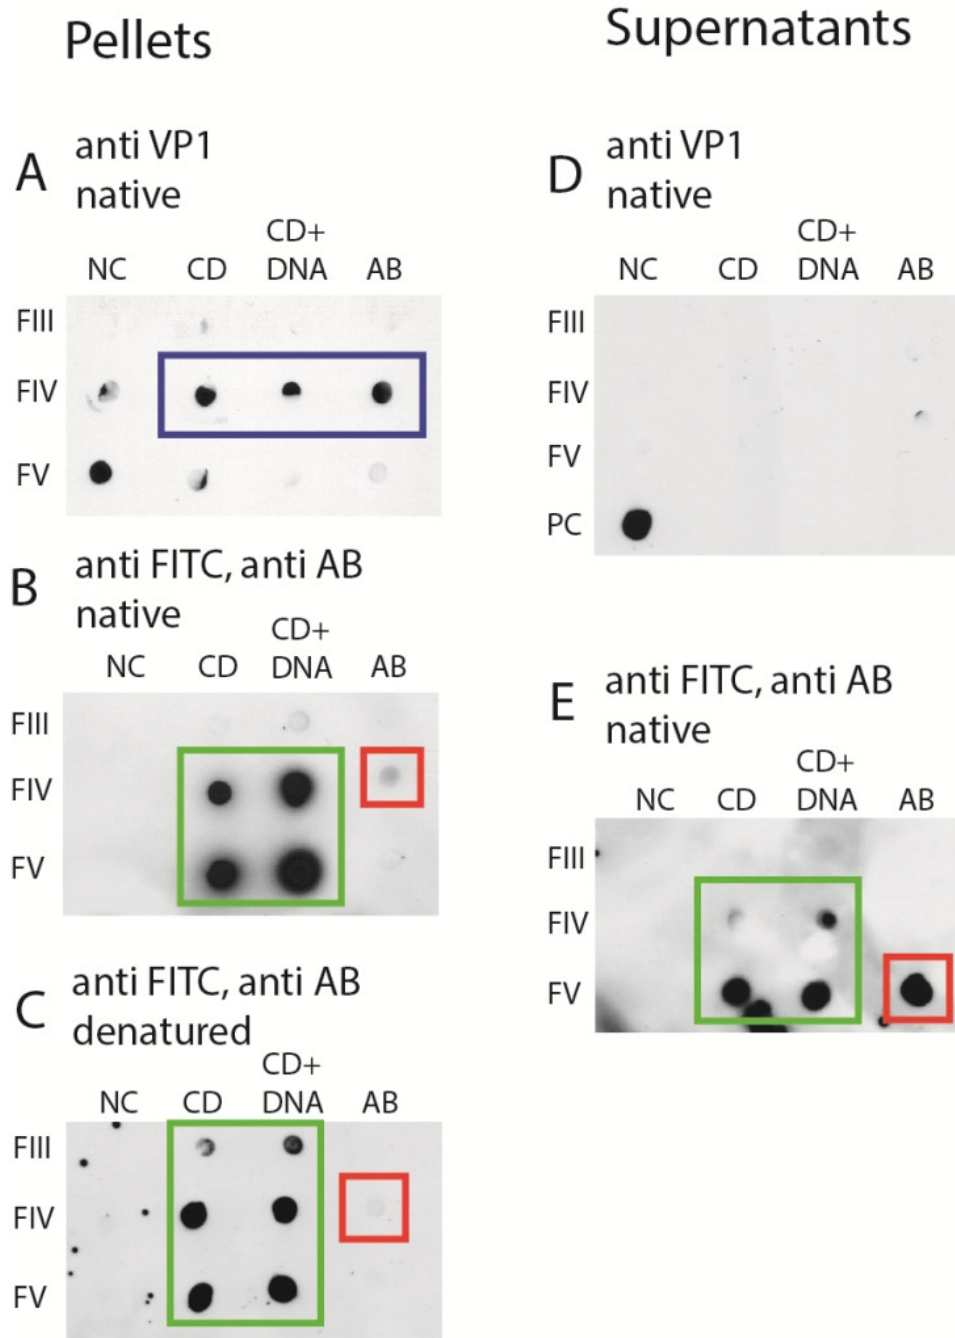 Pellets
Supernatants
A
anti VP1
native
CD+
NC CD DNA AB
FIII
FIV
FV
B
anti FITC, anti AB
native
CD+
NC CD DNA AB
FIII
FIV
FV
C
anti FITC, anti AB
denatured
CD+
NC CD DNA AB
FIII
FIV
FV
D
anti VP1
native
CD+
NC CD DNA AB
FIII
FIV
FV
PC
E
anti FITC, anti AB
native
CD+
NC CD DNA AB
FIII
FIV
FV